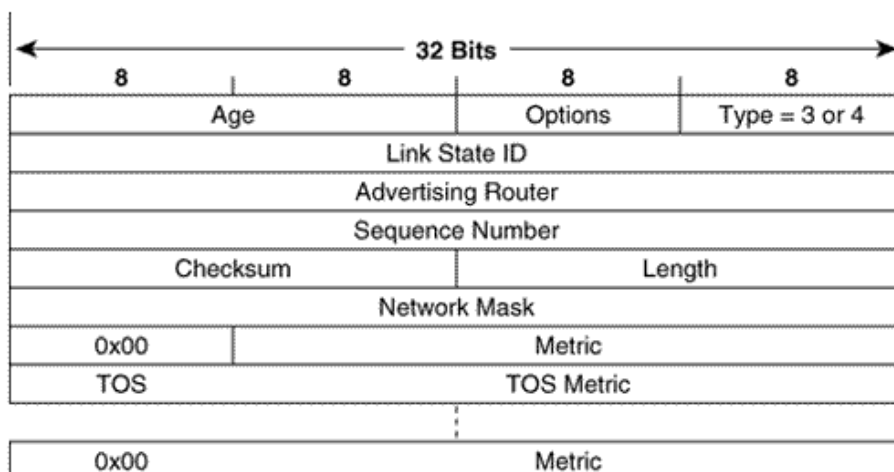 32 Bits
8 8 8 8
Age Options Type = 3 or 4
Link State ID
Advertising Router
Sequence Number
Checksum Length
Network Mask
0x00 Metric
TOS TOS Metric
0x00 Metric